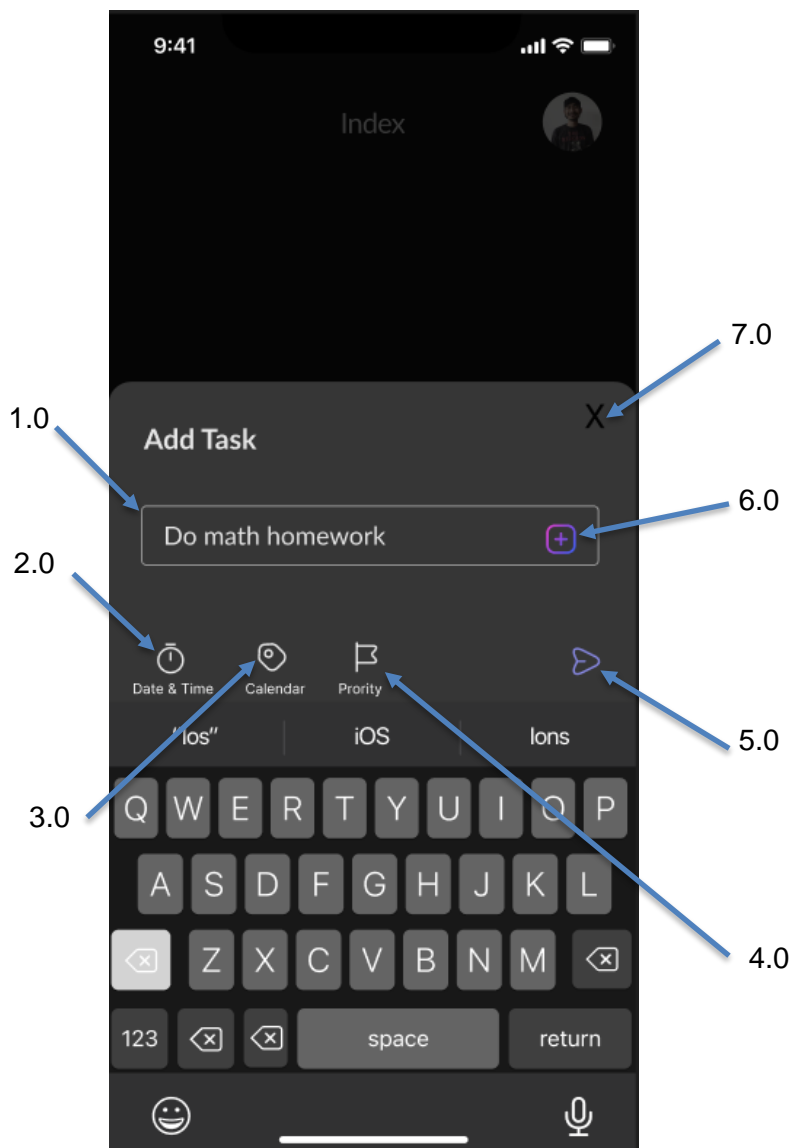 9:41
Index
7.0
X
1.0
Add Task
6.0
Do math homework
2.0
Date & Time Calendar Prority
5.0
"Ios" iOS Ions
3.0
Q W E R T Y U I O P
A S D F G H J K L
Z X C V B N M
4.0
123 space return